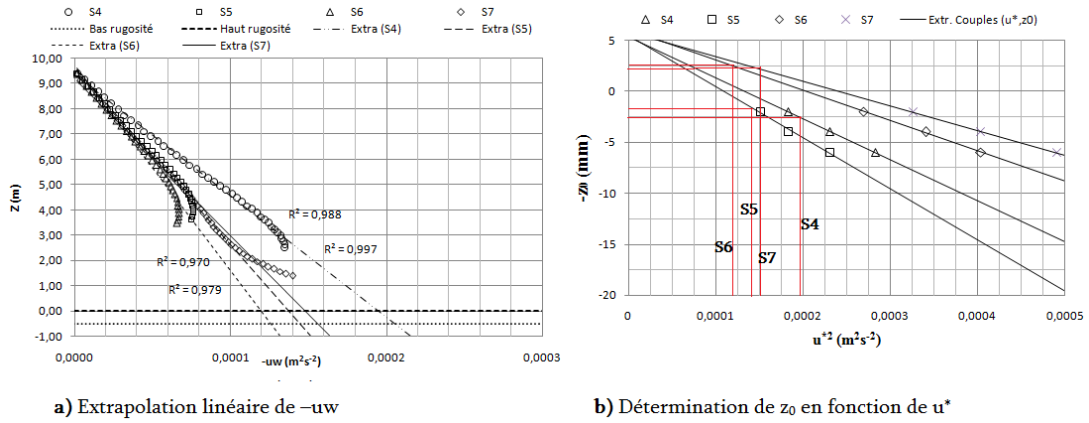 S4 S5 S6 S7
Bas rugosité Haut rugosité Extra (S4) Extra (S5)
Extra (S6) Extra (S7)
10,00
9,00
8,00
7,00
6,00
5,00
4,00
3,00
2,00
1,00
0,00
-1,00
Z (m)
R² = 0,988
R² = 0,997
R² = 0,970
R² = 0,979
0,0000 0,0001 0,0002 0,0003
-uw (m²s⁻²)
a) Extrapolation linéaire de –uw
S4 S5 S6 S7 Extr. Couples (u*,z0)
5
0
-5
-10
-15
-20
-z₀ (mm)
S5
S4
S6
S7
0 0,0001 0,0002 0,0003 0,0004 0,0005
u*² (m²s⁻²)
b) Détermination de z₀ en fonction de u*